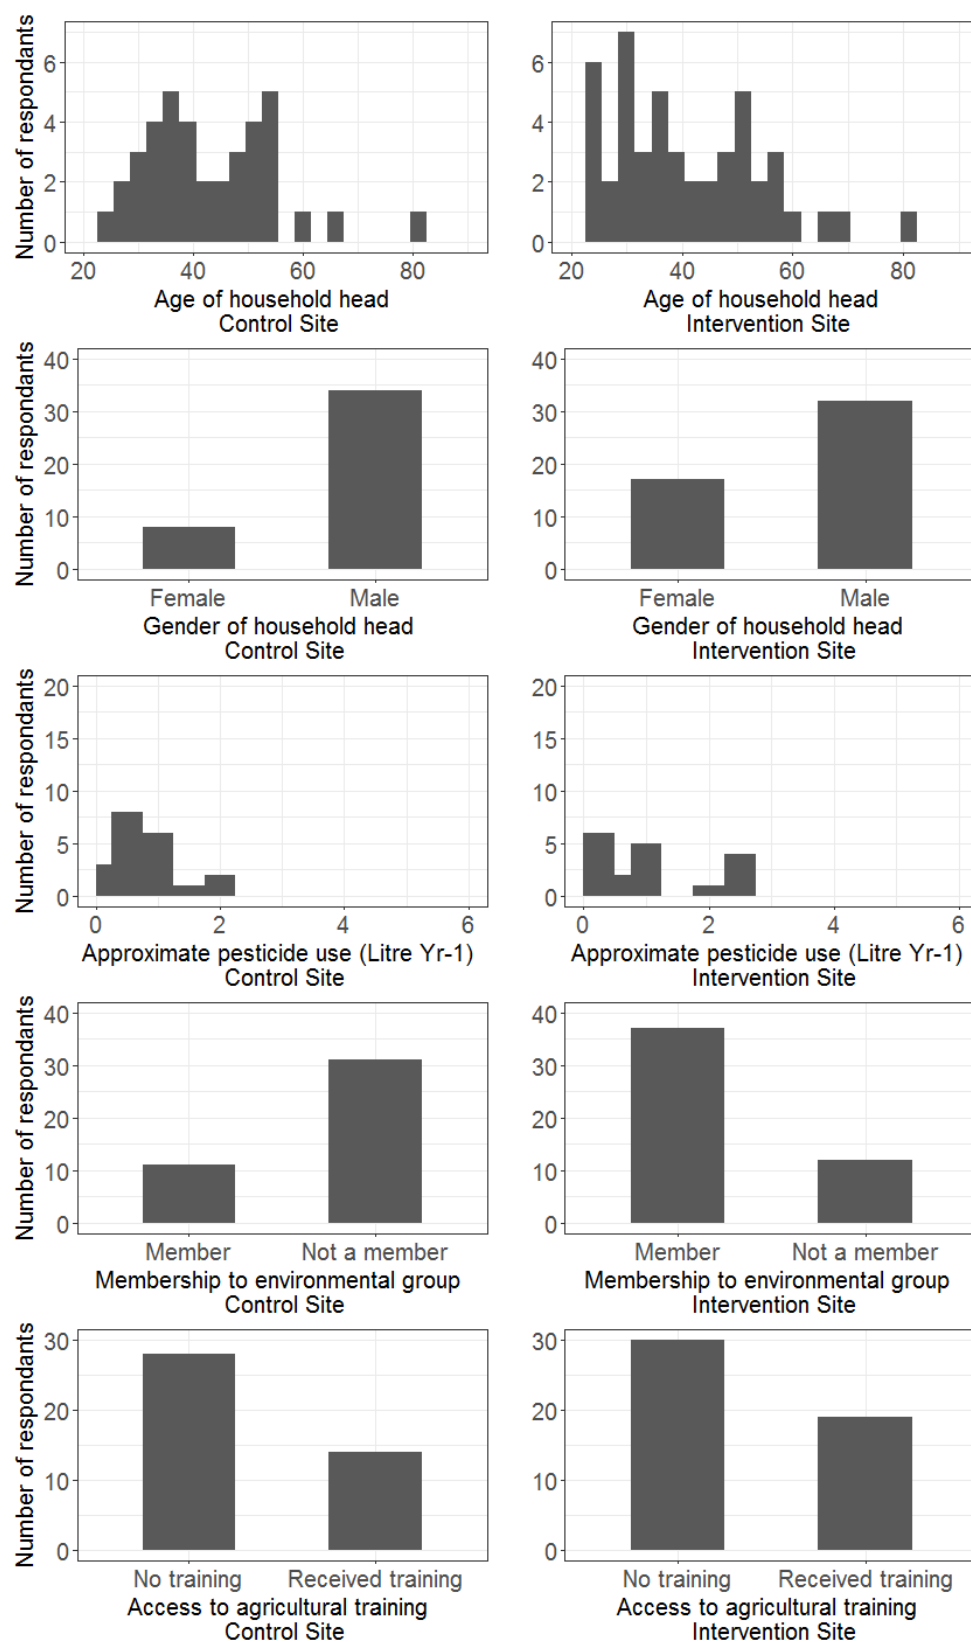 Number of respondants
6
4
2
0
20 40 60 80
Age of household head
Control Site
6
4
2
0
20 40 60 80
Age of household head
Intervention Site
Number of respondants
40
30
20
10
0
Female Male
Gender of household head
Control Site
40
30
20
10
0
Female Male
Gender of household head
Intervention Site
Number of respondants
20
15
10
5
0
0 2 4 6
Approximate pesticide use (Litre Yr-1)
Control Site
20
15
10
5
0
0 2 4 6
Approximate pesticide use (Litre Yr-1)
Intervention Site
Number of respondants
40
30
20
10
0
Member Not a member
Membership to environmental group
Control Site
40
30
20
10
0
Member Not a member
Membership to environmental group
Intervention Site
Number of respondants
30
20
10
0
No training Received training
Access to agricultural training
Control Site
30
20
10
0
No training Received training
Access to agricultural training
Intervention Site